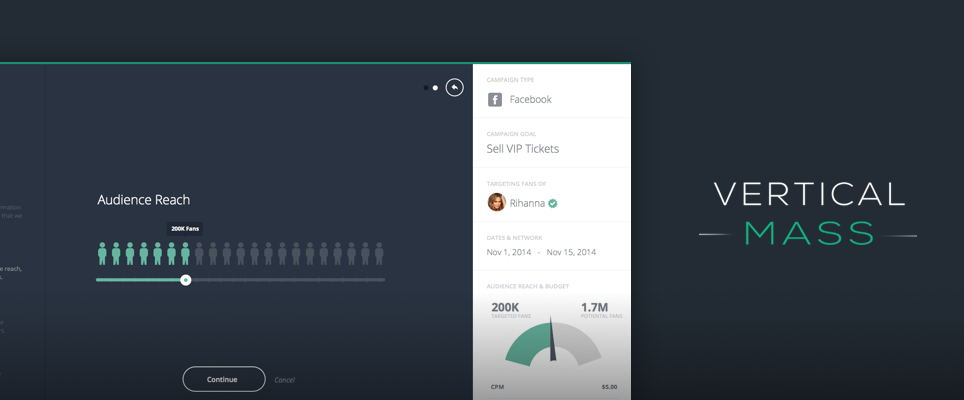 Audience Reach
200K Fans
Continue
Cancel
e reach,
CAMPAIGN TYPE
Facebook
CAMPAIGN GOAL
Sell VIP Tickets
TARGETING FANS OF
Rihanna
DATES & NETWORK
Nov 1, 2014 - Nov 15, 2014
AUDIENCE REACH & BUDGET
200K
TARGETED FANS
1.7M
POTENTIAL FANS
CPM
$5.00
VERTICAL
MASS